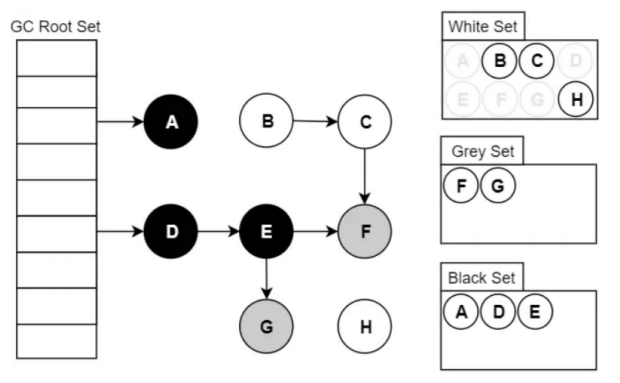 GC Root Set
A
B
C
D
E
F
G
H
White Set
A B C D
E F G H
Grey Set
F G
Black Set
A D E